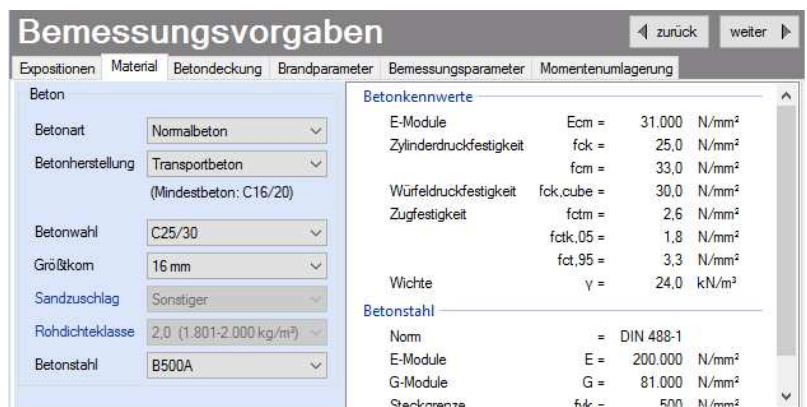 Bemessungsvorgaben
zurück
weiter
Expositionen Material Betondeckung Brandparameter Bemessungsparameter Momentenumlagerung
Beton
Betonart Normalbeton
Betonherstellung Transportbeton
(Mindestbeton: C16/20)
Betonwahl C25/30
Größtkorn 16 mm
Sandzuschlag Sonstiger
Rohdichteklasse 2,0 (1.801-2.000 kg/m³)
Betonstahl B500A
Betonkennwerte
E-Module Ecm = 31.000 N/mm²
Zylinderdruckfestigkeit fck = 25,0 N/mm²
fcm = 33,0 N/mm²
Würfeldruckfestigkeit fck,cube = 30,0 N/mm²
Zugfestigkeit fctm = 2,6 N/mm²
fctk,05 = 1,8 N/mm²
fct,95 = 3,3 N/mm²
Wichte γ = 24,0 kN/m³
Betonstahl
Norm = DIN 488-1
E-Module E = 200.000 N/mm²
G-Module G = 81.000 N/mm²
Steckgrenze fyk = 500 N/mm²